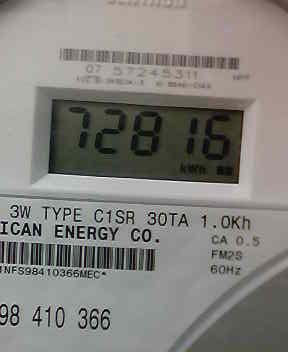 07 57245311
72816
kWh
3W TYPE C1SR 30TA 1.0Kh
ICAN ENERGY CO.
CA 0.5
FM2S
60Hz
1NFS98410366MEC*
98 410 366